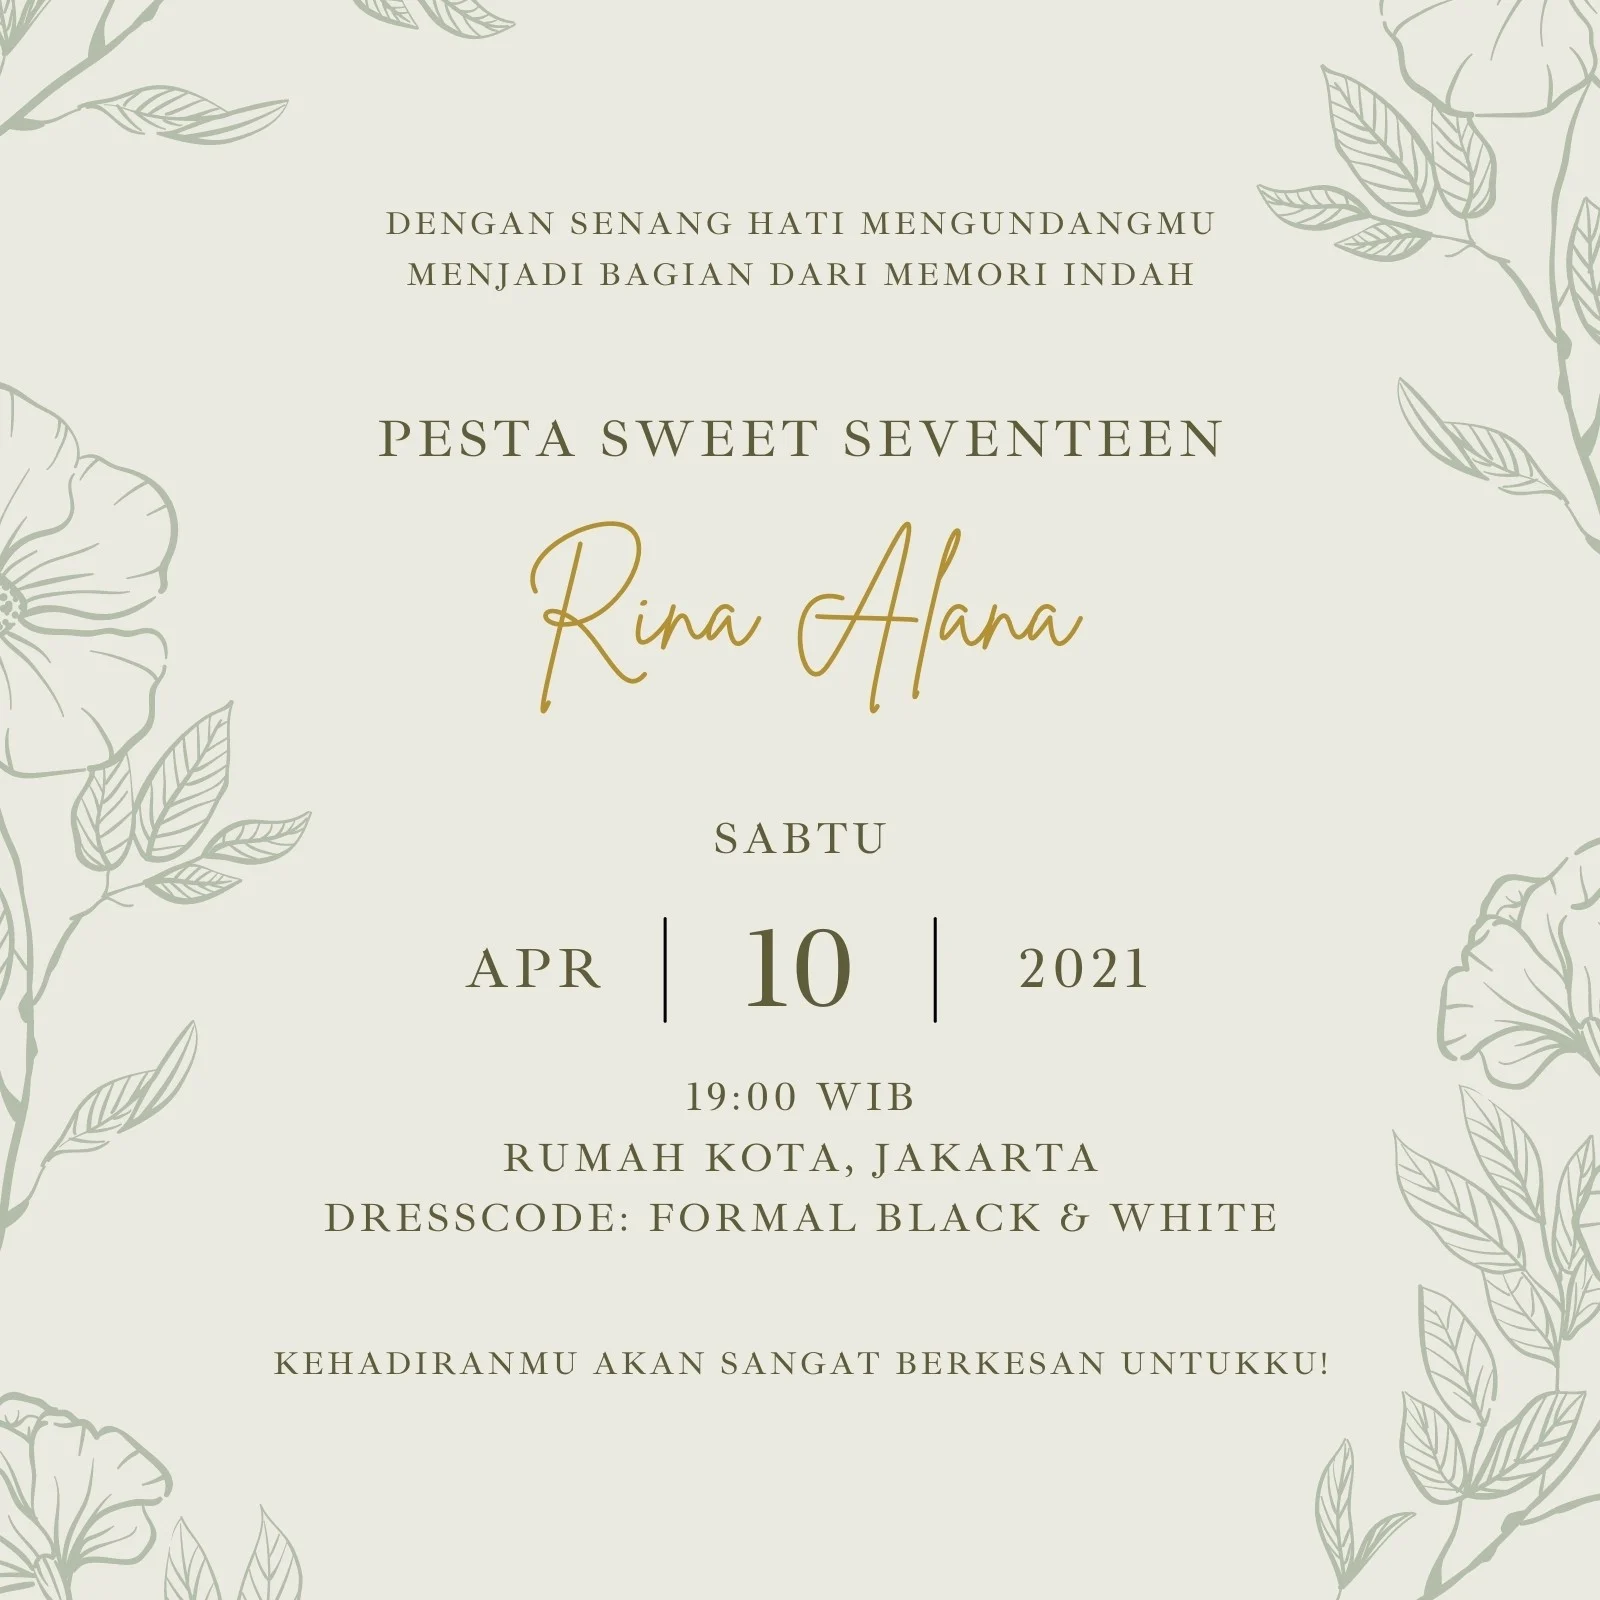 DENGAN SENANG HATI MENGUNDANGMU
MENJADI BAGIAN DARI MEMORI INDAH
PESTA SWEET SEVENTEEN
Rina Alana
SABTU
APR | 10 | 2021
19:00 WIB
RUMAH KOTA, JAKARTA
DRESSCODE: FORMAL BLACK & WHITE
KEHADIRANMU AKAN SANGAT BERKESAN UNTUKKU!